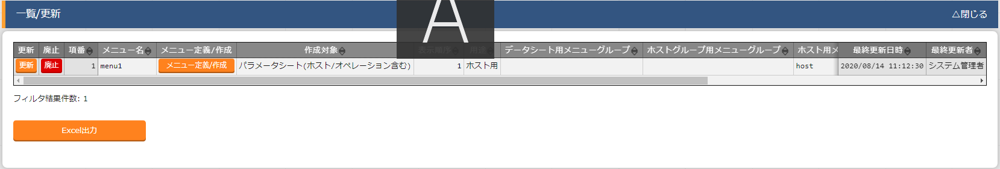 一覧/更新 △閉じる
A
更新 廃止 項番 メニュー名 メニュー定義/作成 作成対象 表示順序 用途 データシート用メニューグループ ホストグループ用メニューグループ ホスト用メ 最終更新日時 最終更新者
更新 廃止 1 menu1 メニュー定義/作成 パラメータシート(ホスト/オペレーション含む) 1 ホスト用 host 2020/08/14 11:12:30 システム管理者
フィルタ結果件数: 1
Excel出力